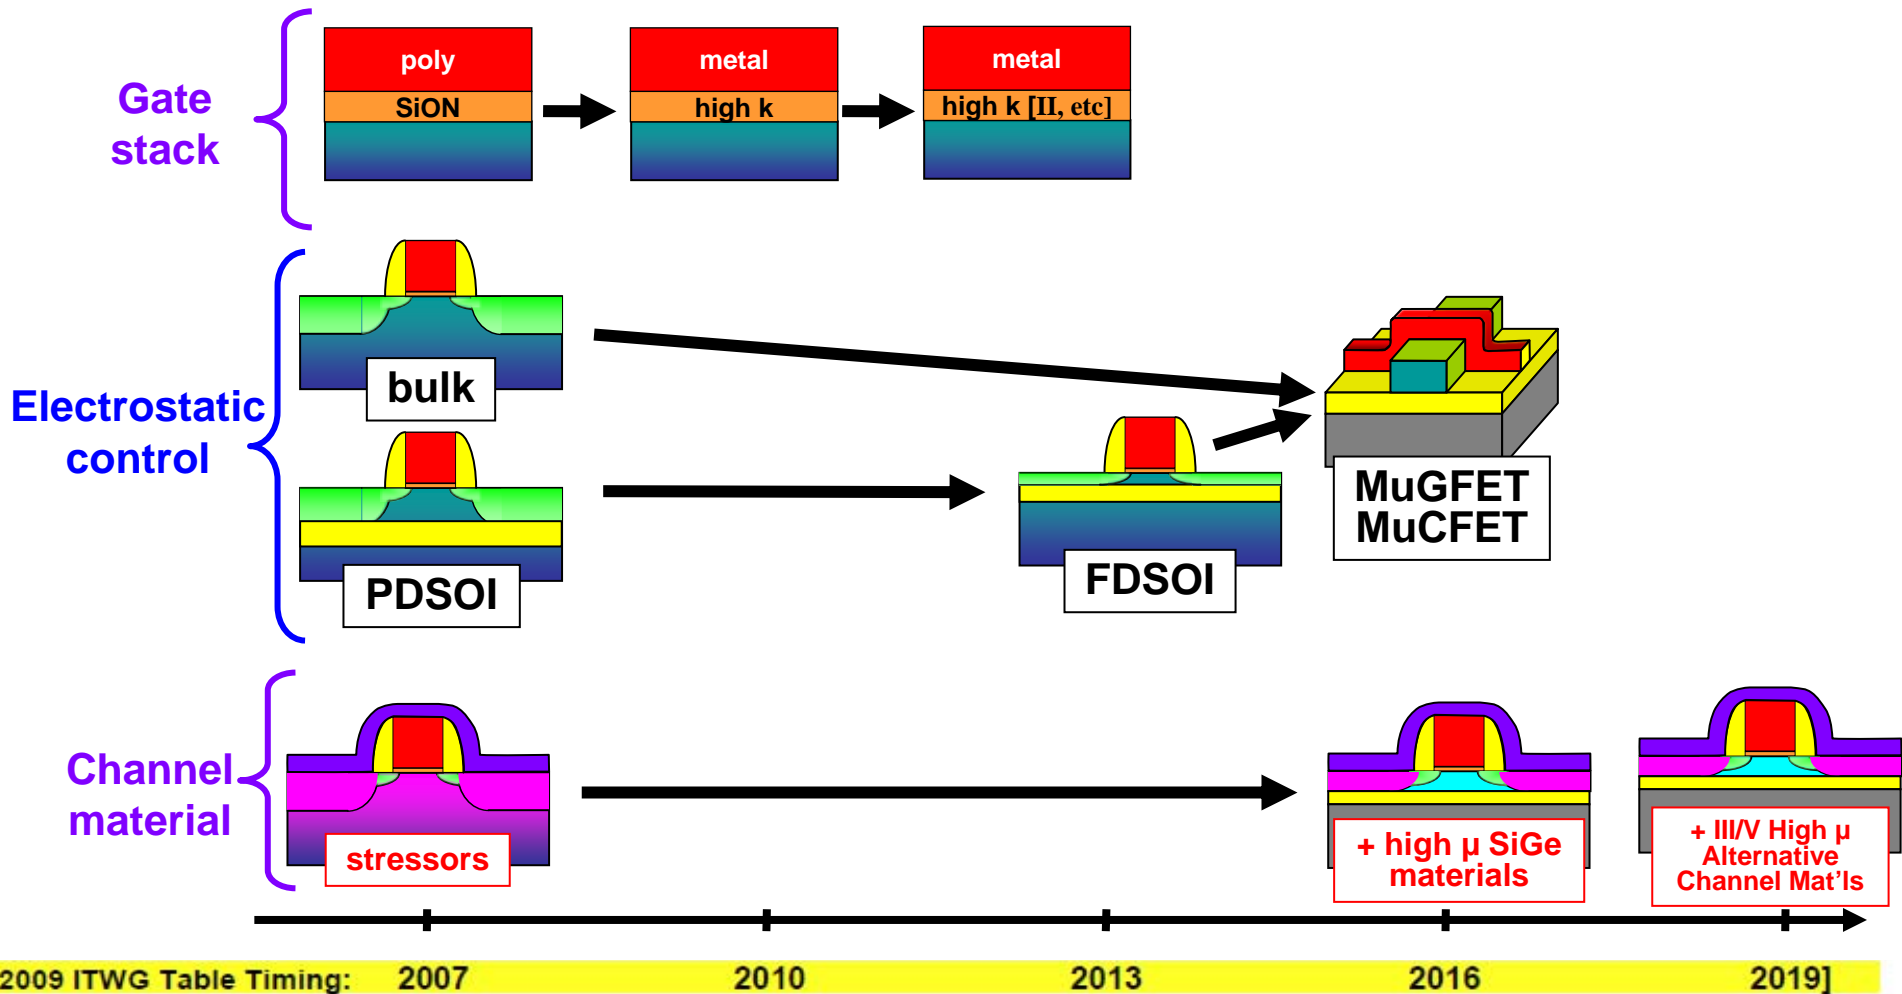 Gate
stack
poly
SiON
metal
high k
metal
high k [II, etc]
Electrostatic
control
bulk
PDSOI
FDSOI
MuGFET
MuCFET
Channel
material
stressors
+ high μ SiGe
materials
+ III/V High μ
Alternative
Channel Mat’ls
2009 ITWG Table Timing: 2007 2010 2013 2016 2019]